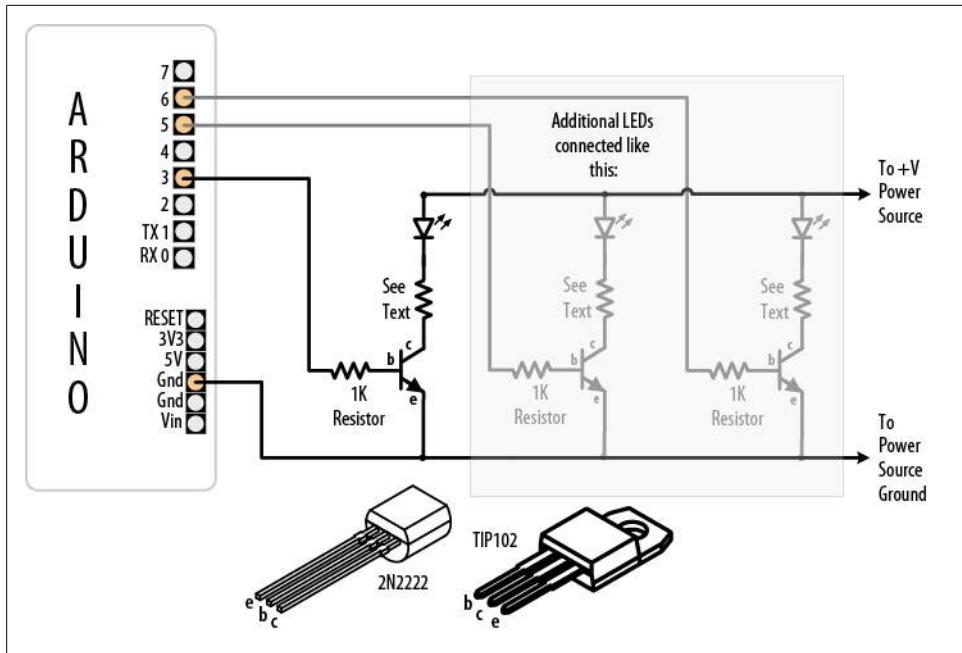 ARDUINO
7
6
5
4
3
2
TX 1
RX 0
RESET
3V3
5V
Gnd
Gnd
Vin
Additional LEDs
connected like
this:
To +V
Power
Source
See
Text
See
Text
See
Text
c
b
e
1K
Resistor
c
b
e
1K
Resistor
c
b
e
1K
Resistor
To
Power
Source
Ground
2N2222
e
b
c
TIP102
b
c
e